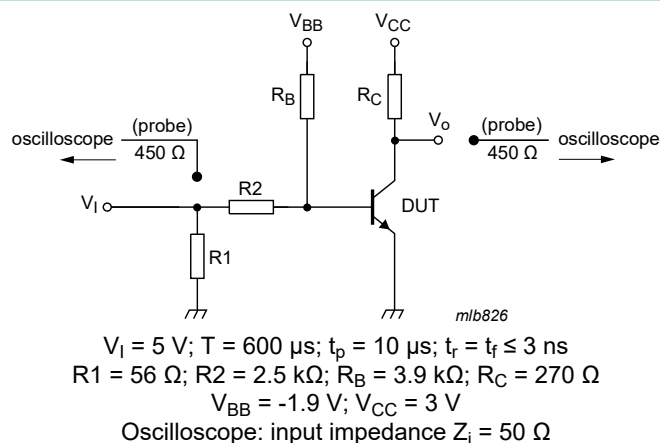 V_BB V_CC
R_B R_C
(probe) V_o (probe)
oscilloscope 450 Ω 450 Ω oscilloscope
R2 DUT
V_I
R1
mlb826
V_I = 5 V; T = 600 μs; t_p = 10 μs; t_r = t_f ≤ 3 ns
R1 = 56 Ω; R2 = 2.5 kΩ; R_B = 3.9 kΩ; R_C = 270 Ω
V_BB = -1.9 V; V_CC = 3 V
Oscilloscope: input impedance Z_i = 50 Ω